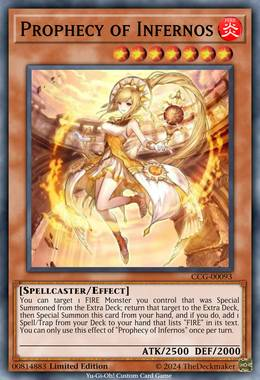 PROPHECY OF INFERNOS
FIRE
炎
CCG-00093
[SPELLCASTER/EFFECT]
You can target 1 FIRE Monster you control that was Special
Summoned from the Extra Deck; return that target to the Extra Deck,
then Special Summon this card from your hand, and if you do, add 1
Spell/Trap from your Deck to your hand that lists "FIRE" in its text.
You can only use this effect of "Prophecy of Infernos" once per turn.
ATK/2500 DEF/2000
00814883 Limited Edition
© 2024 TheDeckmaker
Yu-Gi-Oh! Custom Card Game